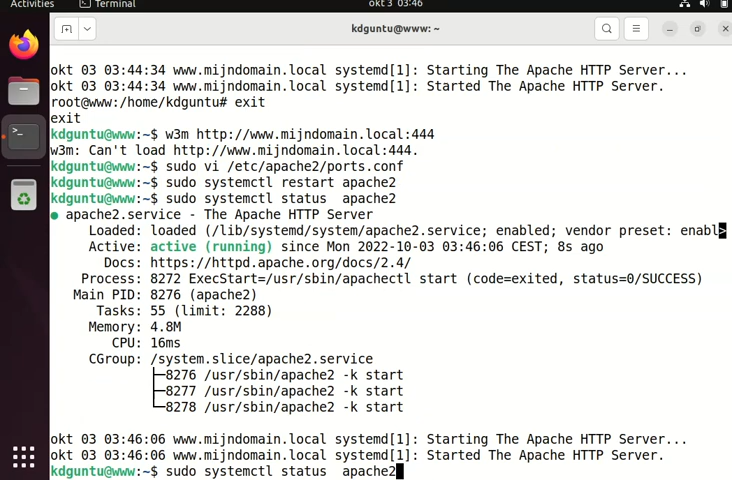 Activities Terminal okt 3 03:46
kdguntu@www: ~
okt 03 03:44:34 www.mijndomain.local systemd[1]: Starting The Apache HTTP Server...
okt 03 03:44:34 www.mijndomain.local systemd[1]: Started The Apache HTTP Server.
root@www:/home/kdguntu# exit
exit
kdguntu@www:~$ w3m http://www.mijndomain.local:444
w3m: Can't load http://www.mijndomain.local:444.
kdguntu@www:~$ sudo vi /etc/apache2/ports.conf
kdguntu@www:~$ sudo systemctl restart apache2
kdguntu@www:~$ sudo systemctl status  apache2
● apache2.service - The Apache HTTP Server
Loaded: loaded (/lib/systemd/system/apache2.service; enabled; vendor preset: enabl>
Active: active (running) since Mon 2022-10-03 03:46:06 CEST; 8s ago
Docs: https://httpd.apache.org/docs/2.4/
Process: 8272 ExecStart=/usr/sbin/apachectl start (code=exited, status=0/SUCCESS)
Main PID: 8276 (apache2)
Tasks: 55 (limit: 2288)
Memory: 4.8M
CPU: 16ms
CGroup: /system.slice/apache2.service
├─8276 /usr/sbin/apache2 -k start
├─8277 /usr/sbin/apache2 -k start
└─8278 /usr/sbin/apache2 -k start
okt 03 03:46:06 www.mijndomain.local systemd[1]: Starting The Apache HTTP Server...
okt 03 03:46:06 www.mijndomain.local systemd[1]: Started The Apache HTTP Server.
kdguntu@www:~$ sudo systemctl status  apache2